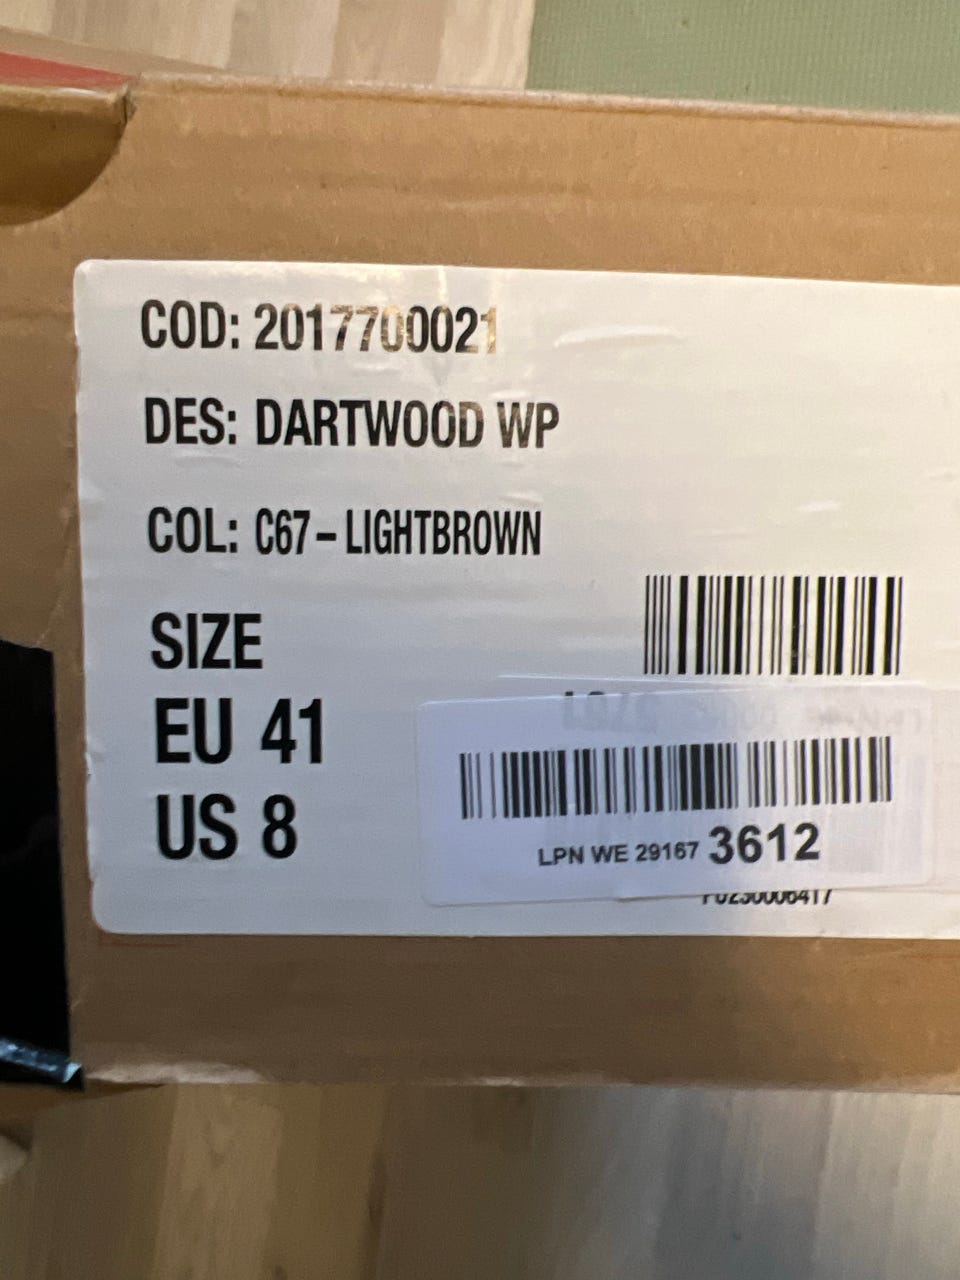 COD: 2017700021
DES: DARTWOOD WP
COL: C67-LIGHTBROWN
SIZE
EU 41
US 8
LPN WE 29167 3612